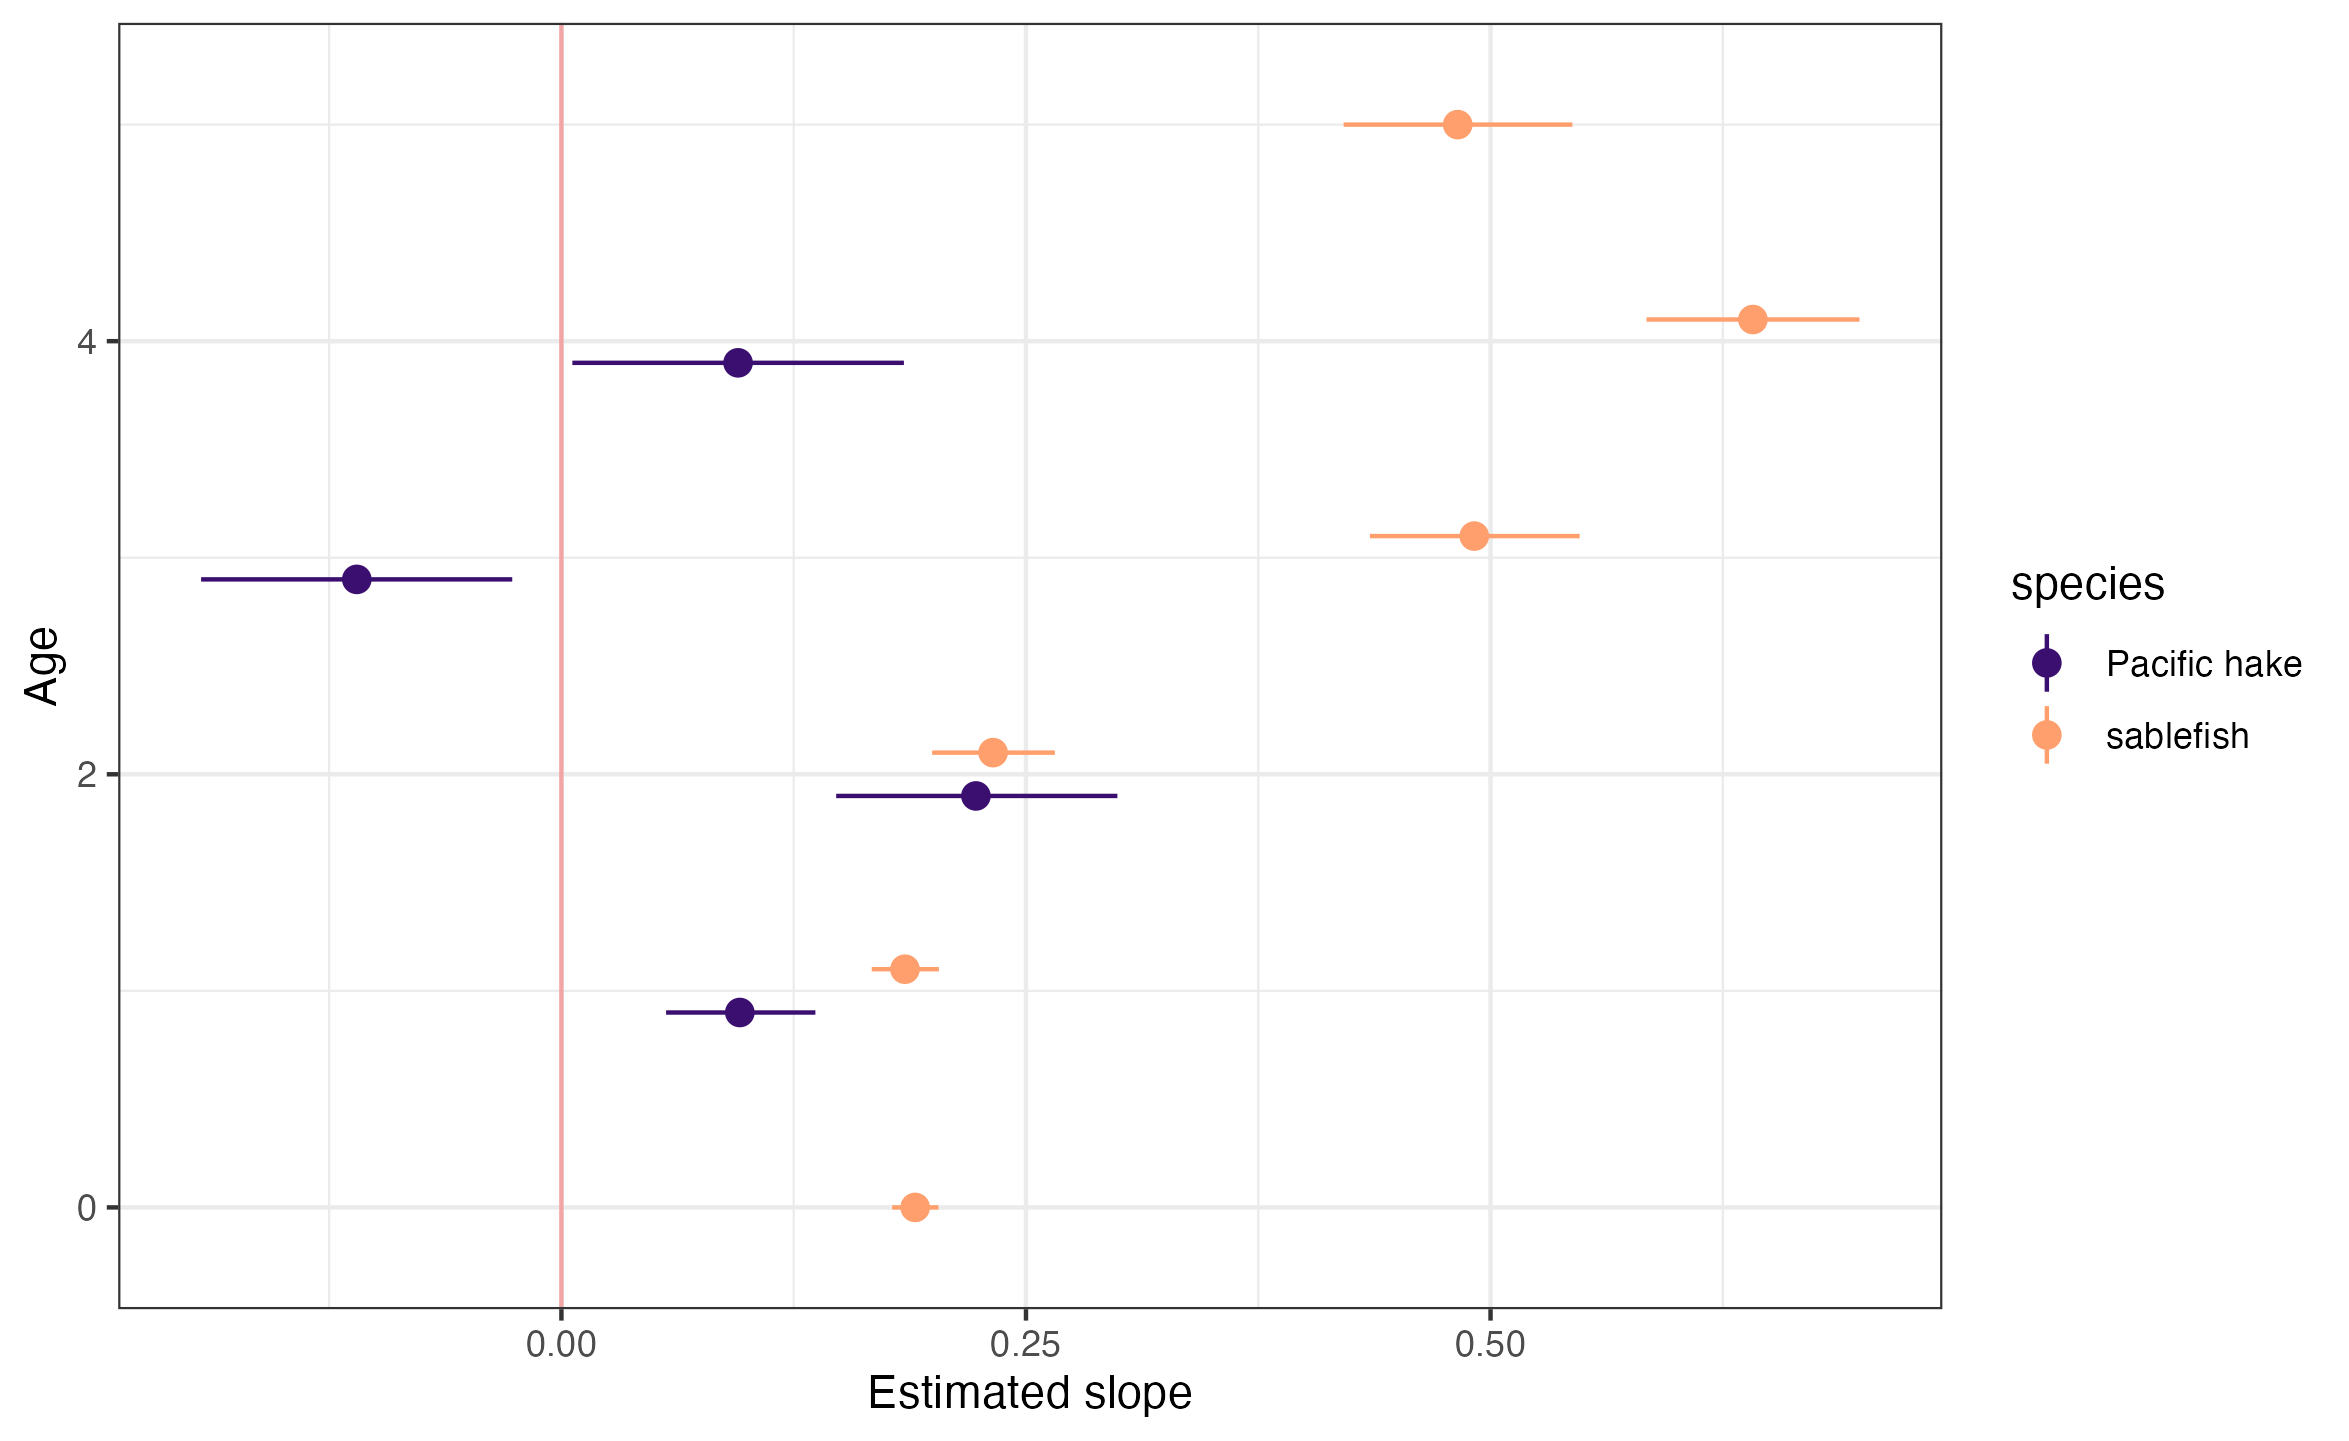 4
2
0
Age
0.00 0.25 0.50
Estimated slope
species
Pacific hake
sablefish